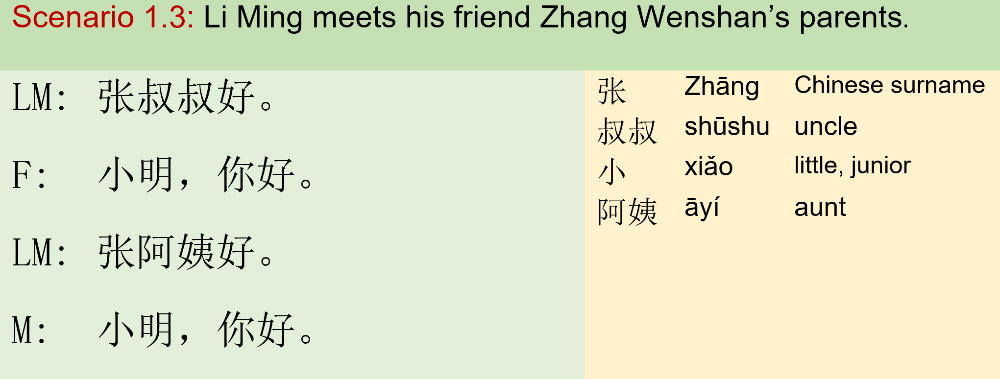 Scenario 1.3: Li Ming meets his friend Zhang Wenshan’s parents.
LM: 张叔叔好。
F: 小明，你好。
LM: 张阿姨好。
M: 小明，你好。
张 Zhāng Chinese surname
叔叔 shūshu uncle
小 xiǎo little, junior
阿姨 āyí aunt